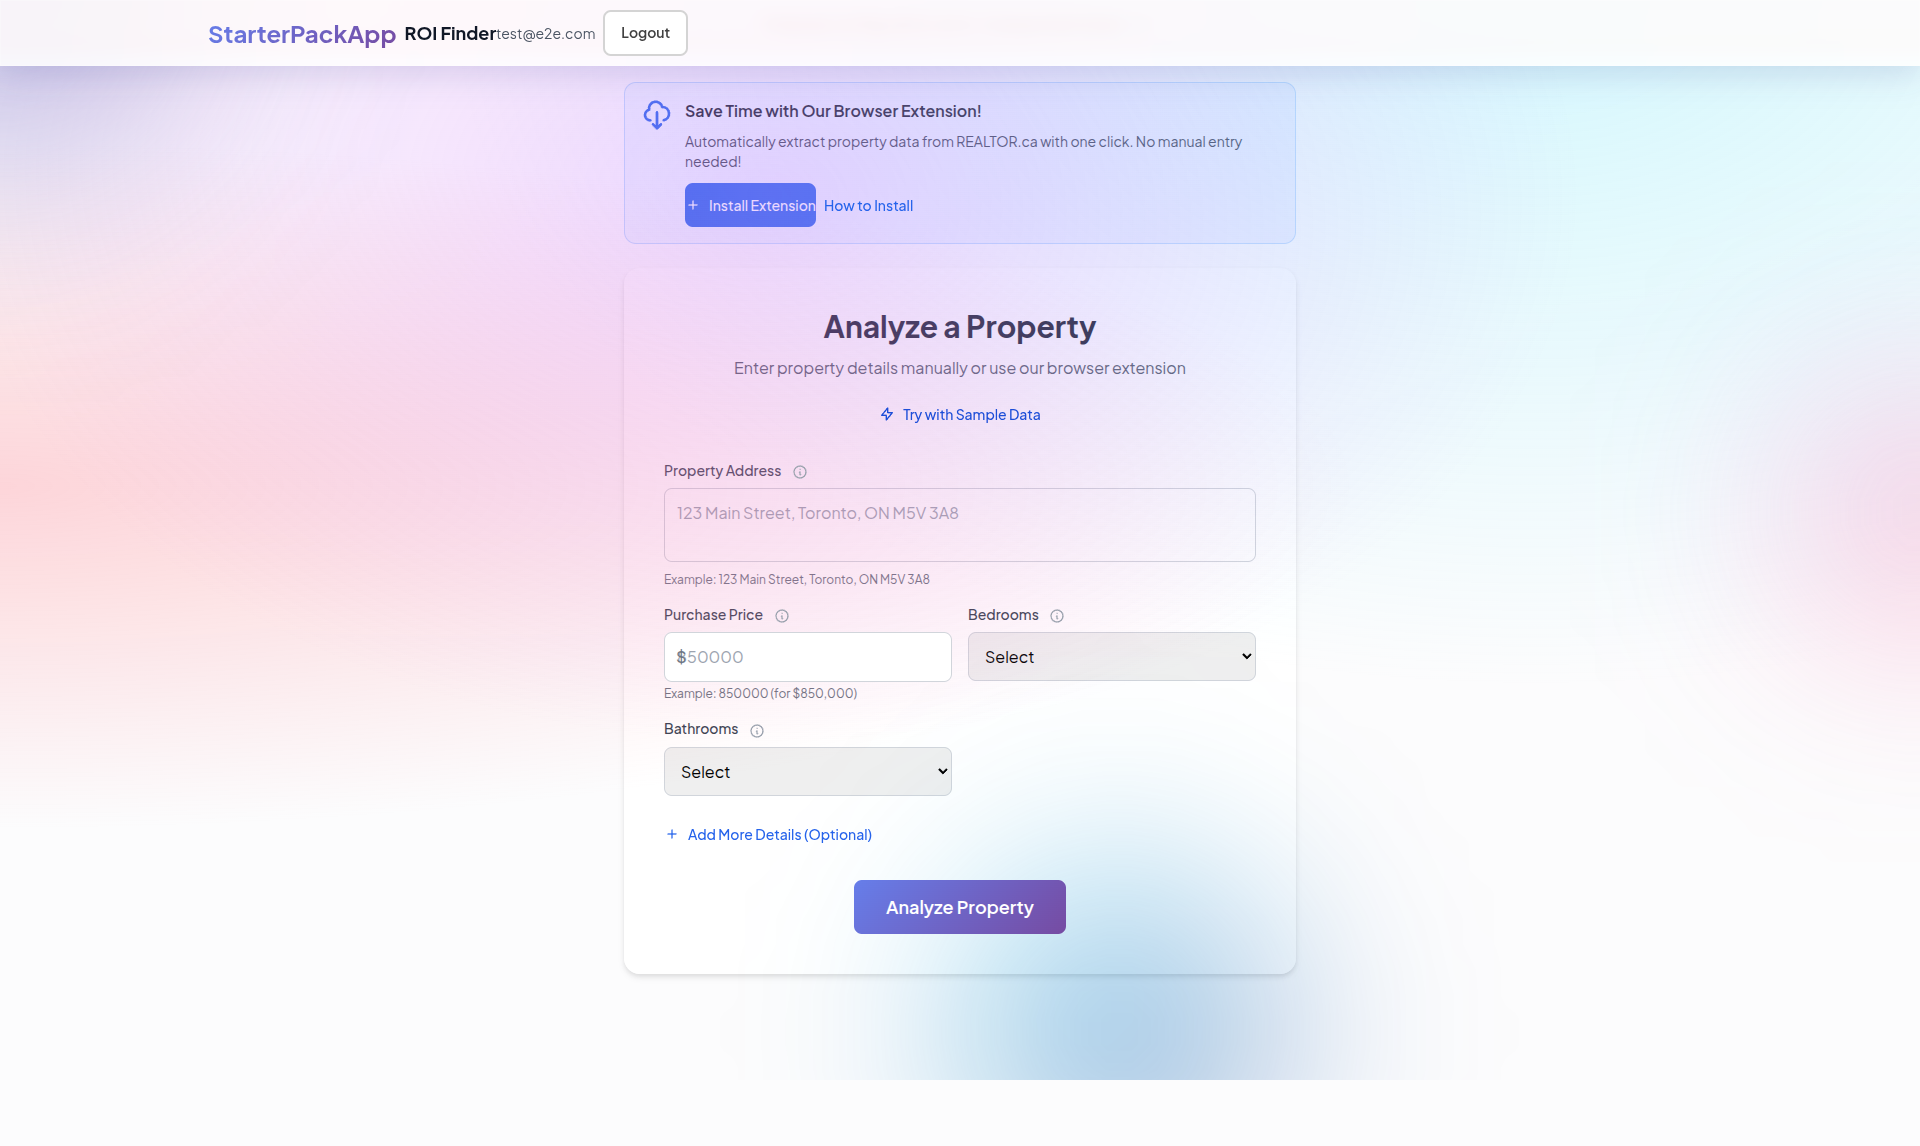 StarterPackApp ROI Finder test@e2e.com Logout
Save Time with Our Browser Extension!
Automatically extract property data from REALTOR.ca with one click. No manual entry
needed!
+ Install Extension How to Install
Analyze a Property
Enter property details manually or use our browser extension
Try with Sample Data
Property Address
123 Main Street, Toronto, ON M5V 3A8
Example: 123 Main Street, Toronto, ON M5V 3A8
Purchase Price Bedrooms
$50000 Select
Example: 850000 (for $850,000)
Bathrooms
Select
+ Add More Details (Optional)
Analyze Property